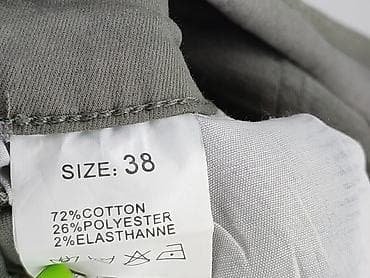 SIZE: 38
72%COTTON
26%POLYESTER
2%ELASTHANNE